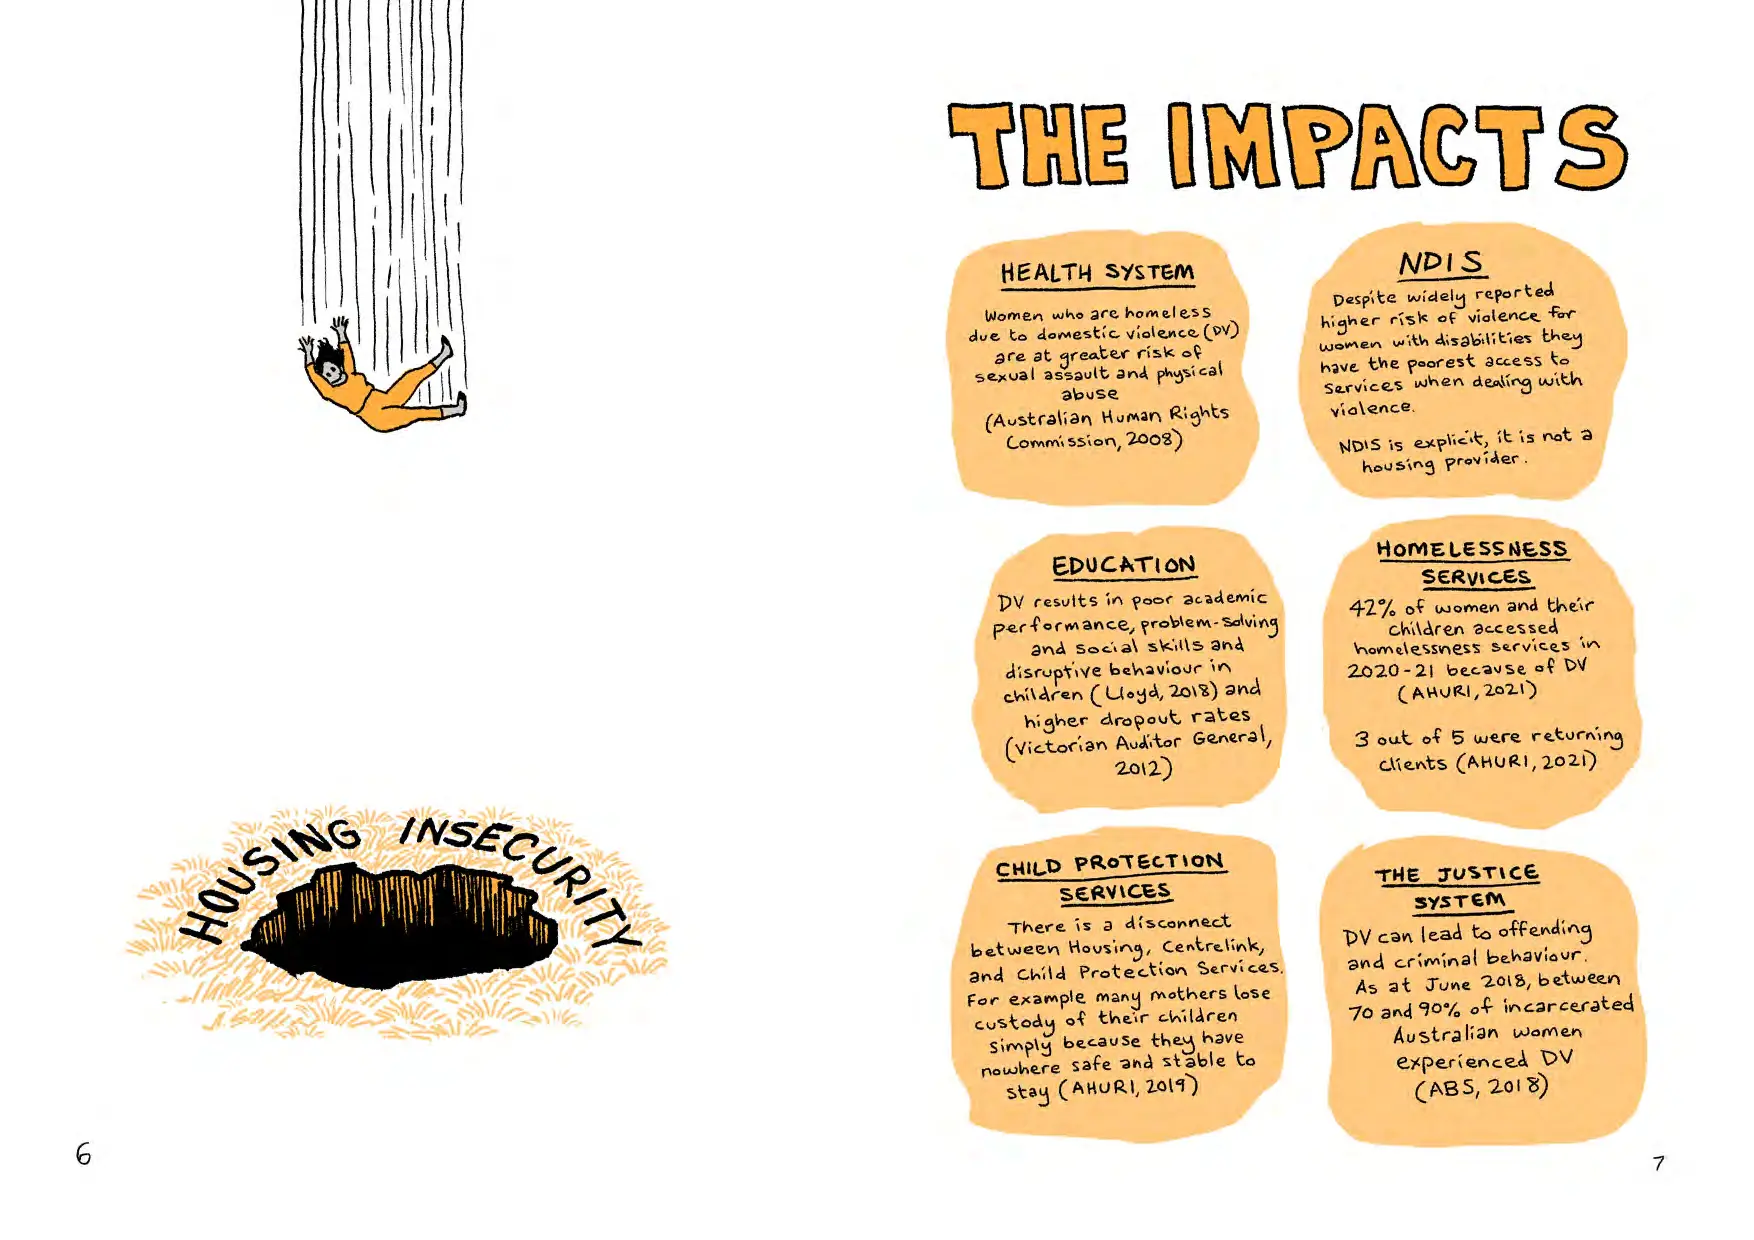 HOUSING INSECURITY
6
THE IMPACTS
HEALTH SYSTEM
Women who are homeless
due to domestic violence (DV)
are at greater risk of
sexual assault and physical
abuse
(Australian Human Rights
Commission, 2008)
NDIS
Despite widely reported
higher risk of violence for
women with disabilities they
have the poorest access to
services when dealing with
violence.
NDIS is explicit, it is not a
housing provider.
EDUCATION
DV results in poor academic
performance, problem-solving
and social skills and
disruptive behaviour in
children (Lloyd, 2018) and
higher dropout rates
(Victorian Auditor General,
2012)
HOMELESSNESS
SERVICES
42% of women and their
children accessed
homelessness services in
2020-21 because of DV
(AHURI, 2021)
3 out of 5 were returning
clients (AHURI, 2021)
CHILD PROTECTION
SERVICES
There is a disconnect
between Housing, Centrelink,
and Child Protection Services.
For example many mothers lose
custody of their children
simply because they have
nowhere safe and stable to
stay (AHURI, 2019)
THE JUSTICE
SYSTEM
DV can lead to offending
and criminal behaviour.
As at June 2018, between
70 and 90% of incarcerated
Australian women
experienced DV
(ABS, 2018)
7